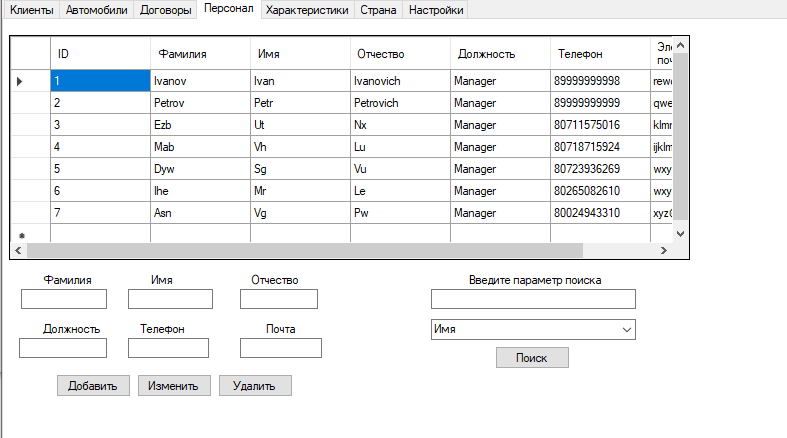 Клиенты Автомобили Договоры Персонал Характеристики Страна Настройки
ID Фамилия Имя Отчество Должность Телефон Эле
поч
1 Ivanov Ivan Ivanovich Manager 89999999998 rewq
2 Petrov Petr Petrovich Manager 89999999999 qwe
3 Ezb Ut Nx Manager 80711575016 klmn
4 Mab Vh Lu Manager 80718715924 ijklm
5 Dyw Sg Vu Manager 80723936269 wxy
6 Ihe Mr Le Manager 80265082610 wxy
7 Asn Vg Pw Manager 80024943310 xyz@
Фамилия Имя Отчество Введите параметр поиска
Должность Телефон Почта Имя
Поиск
Добавить Изменить Удалить